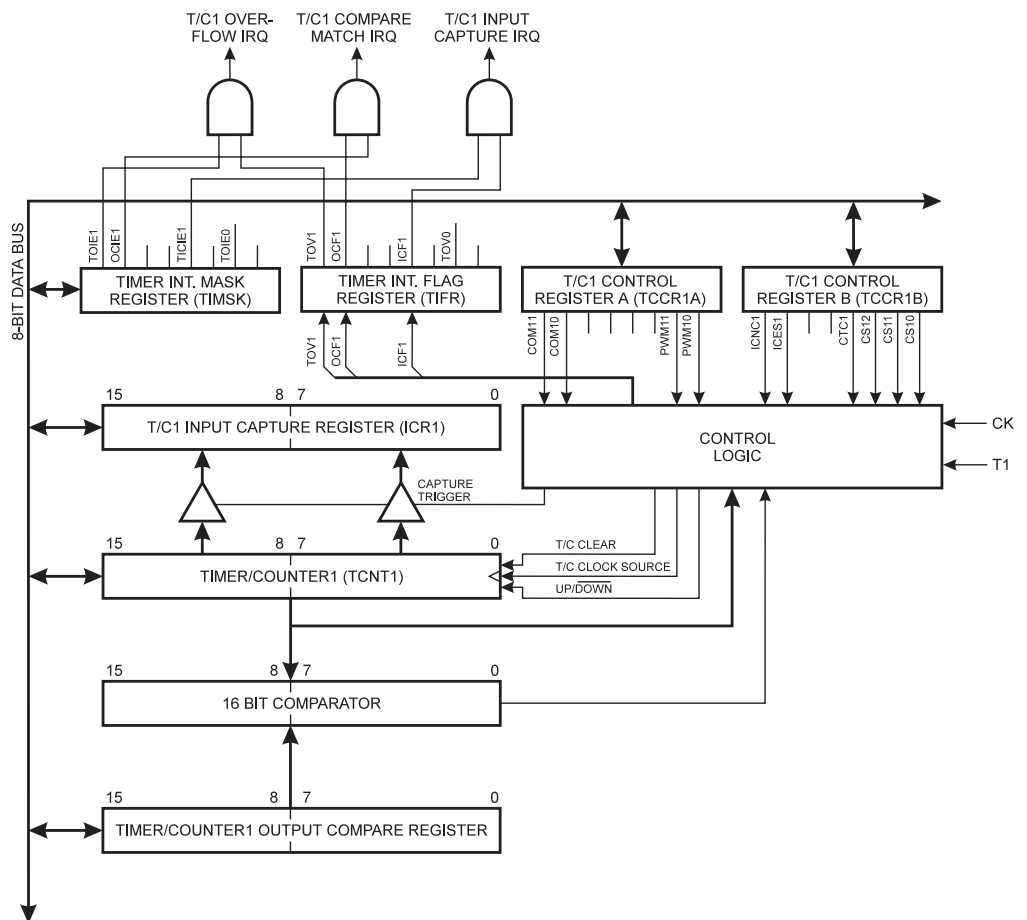 T/C1 OVER-
FLOW IRQ
T/C1 COMPARE
MATCH IRQ
T/C1 INPUT
CAPTURE IRQ
8-BIT DATA BUS
TOIE1
OCIE1
TICIE1
TOIE0
TOV1
OCF1
ICF1
TOV0
TIMER INT. MASK
REGISTER (TIMSK)
TIMER INT. FLAG
REGISTER (TIFR)
T/C1 CONTROL
REGISTER A (TCCR1A)
T/C1 CONTROL
REGISTER B (TCCR1B)
TOV1
OCF1
ICF1
COM11
COM10
PWM11
PWM10
ICNC1
ICES1
CTC1
CS12
CS11
CS10
15 8 7 0
T/C1 INPUT CAPTURE REGISTER (ICR1)
CONTROL
LOGIC
CK
T1
CAPTURE
TRIGGER
15 8 7 0
TIMER/COUNTER1 (TCNT1)
T/C CLEAR
T/C CLOCK SOURCE
UP/DOWN
15 8 7 0
16 BIT COMPARATOR
15 8 7 0
TIMER/COUNTER1 OUTPUT COMPARE REGISTER